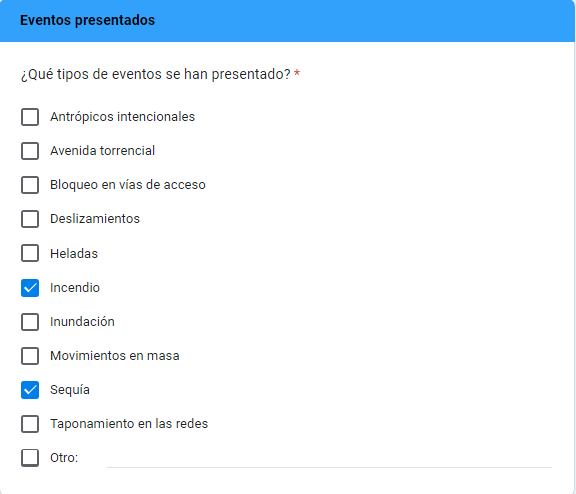 Eventos presentados
¿Qué tipos de eventos se han presentado? *
Antrópicos intencionales
Avenida torrencial
Bloqueo en vías de acceso
Deslizamientos
Heladas
Incendio
Inundación
Movimientos en masa
Sequía
Taponamiento en las redes
Otro: